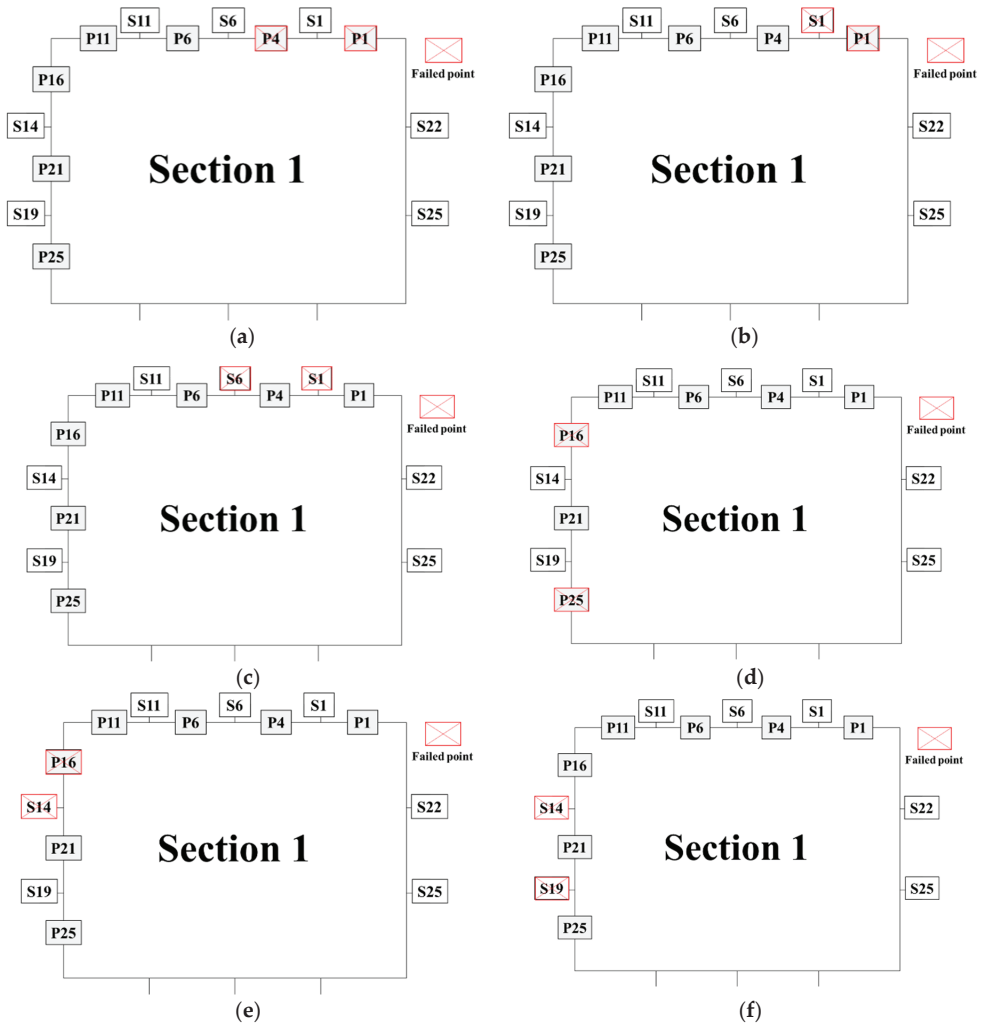 S11 S6 S1
P11 P6 P4 P1
Failed point
P16
S14 S22
P21
Section 1
S19 S25
P25
(a)
S11 S6 S1
P11 P6 P4 P1
Failed point
P16
S14 S22
P21
Section 1
S19 S25
P25
(b)
S11 S6 S1
P11 P6 P4 P1
Failed point
P16
S14 S22
P21
Section 1
S19 S25
P25
(c)
S11 S6 S1
P11 P6 P4 P1
Failed point
P16
S14 S22
P21
Section 1
S19 S25
P25
(d)
S11 S6 S1
P11 P6 P4 P1
Failed point
P16
S14 S22
P21
Section 1
S19 S25
P25
(e)
S11 S6 S1
P11 P6 P4 P1
Failed point
P16
S14 S22
P21
Section 1
S19 S25
P25
(f)